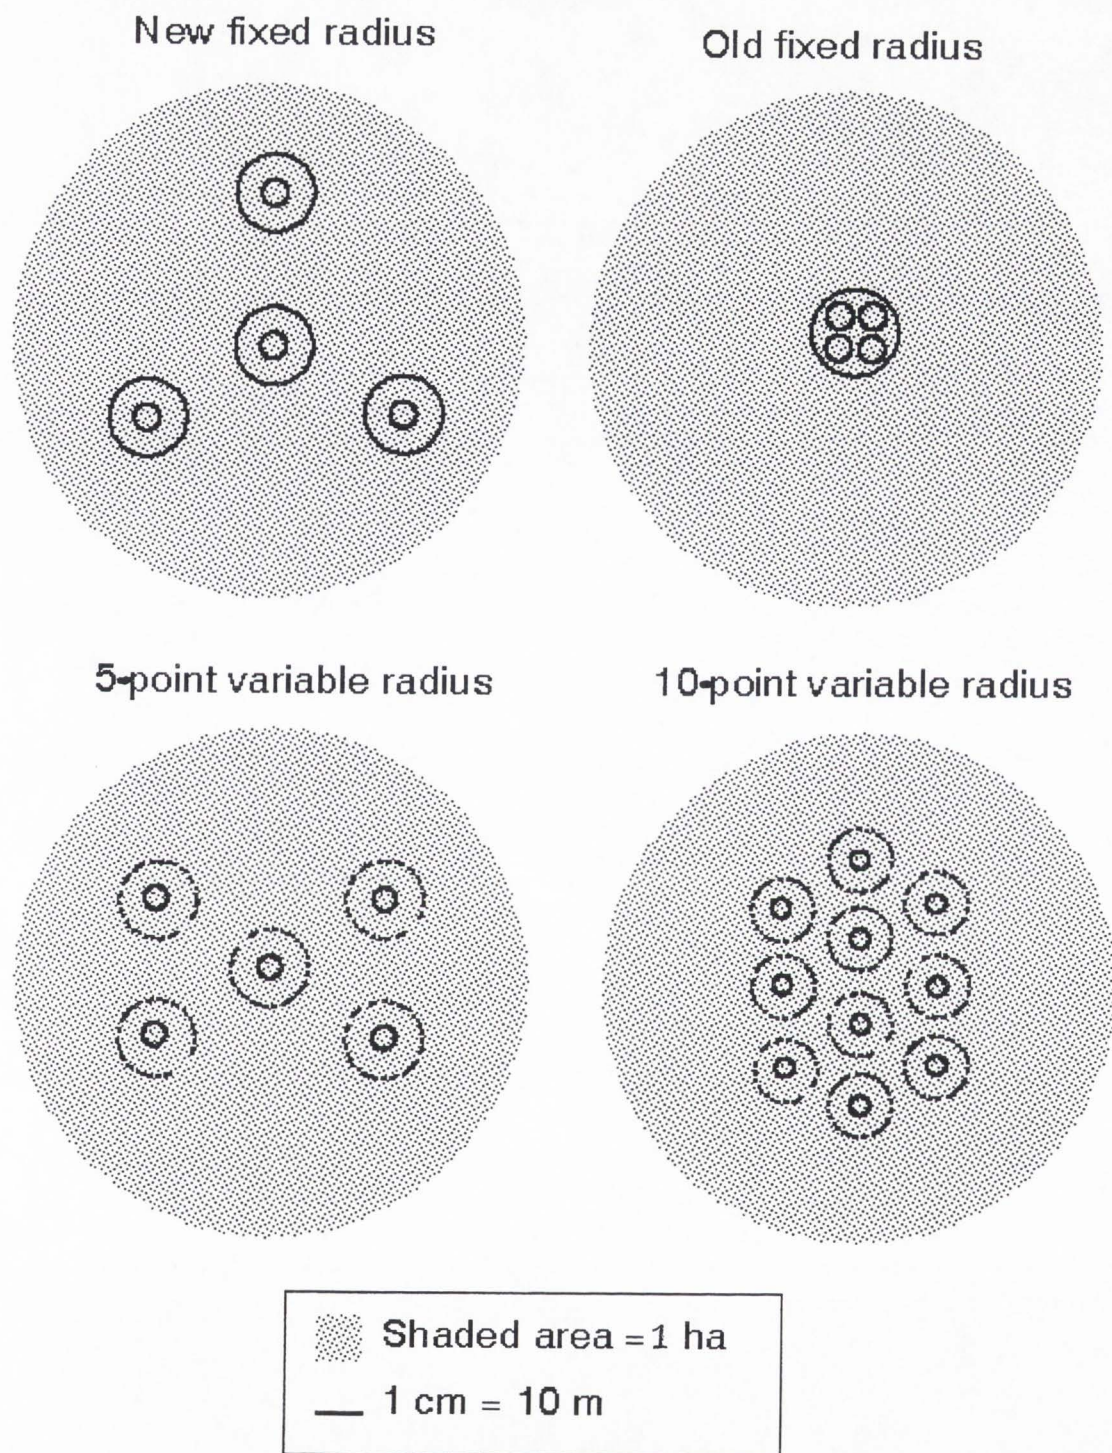 New fixed radius
Old fixed radius
5-point variable radius
10-point variable radius
Shaded area = 1 ha
1 cm = 10 m